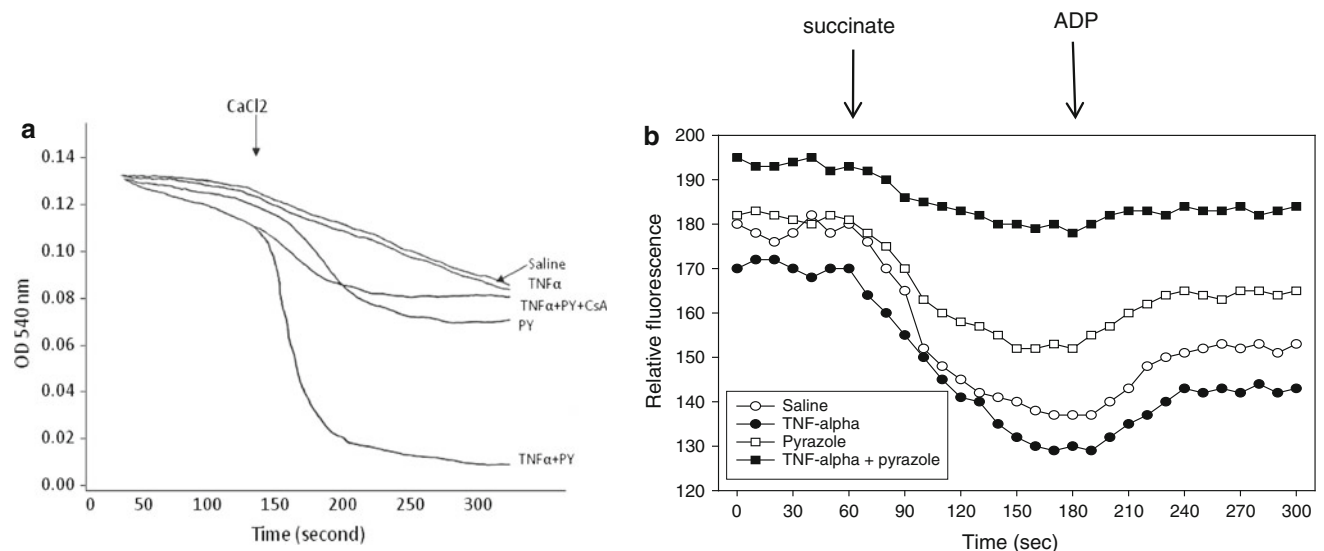 a
CaCl2
OD 540 nm
0.14
0.12
0.10
0.08
0.06
0.04
0.02
0.00
Saline
TNFα
TNFα+PY+CsA
PY
TNFα+PY
0 50 100 150 200 250 300
Time (second)
succinate
ADP
b
Relative fluorescence
200
190
180
170
160
150
140
130
120
Saline
TNF-alpha
Pyrazole
TNF-alpha + pyrazole
0 30 60 90 120 150 180 210 240 270 300
Time (sec)